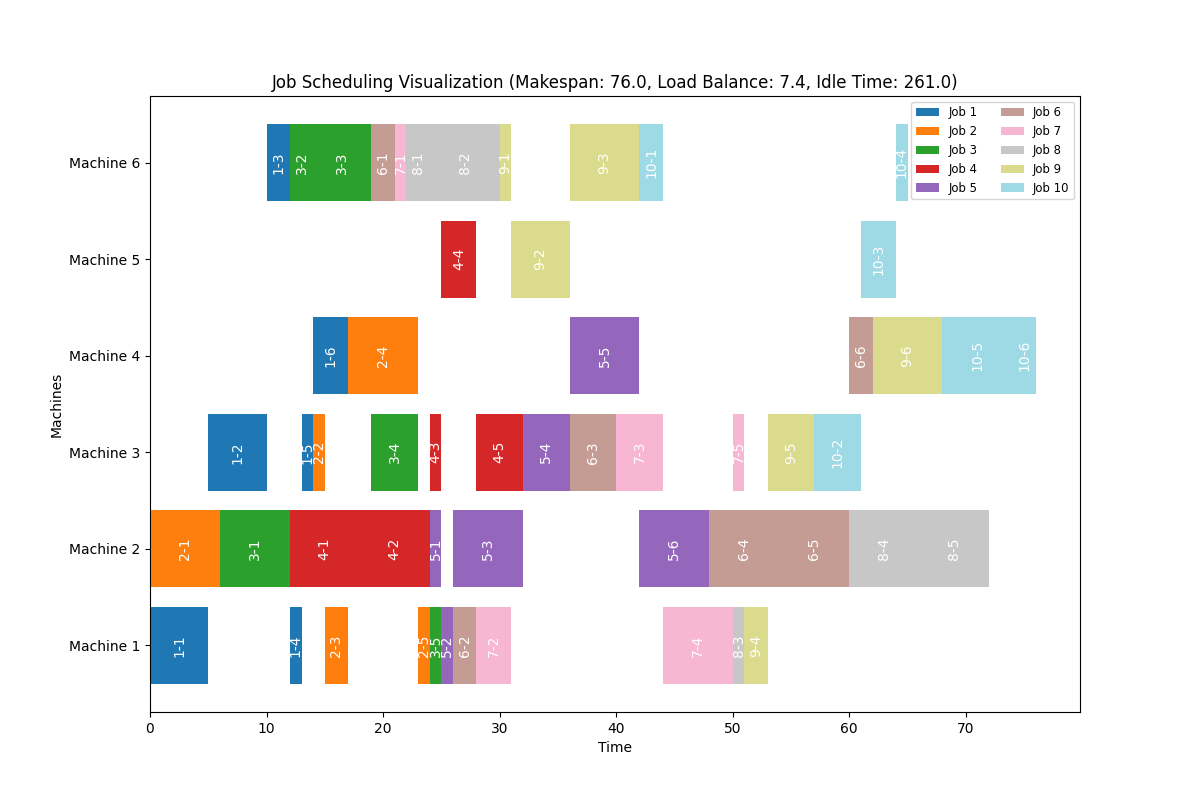 Job Scheduling Visualization (Makespan: 76.0, Load Balance: 7.4, Idle Time: 261.0)
Job 1 Job 6
Job 2 Job 7
Job 3 Job 8
Job 4 Job 9
Job 5 Job 10
Machine 6 1-3 3-2 3-3 6-1 7-1 8-1 8-2 9-1 9-3 10-1 10-4
Machine 5 4-4 9-2 10-3
Machine 4 1-6 2-4 5-5 6-6 9-6 10-5 10-6
Machine 3 1-2 1-5 2-2 3-4 4-3 4-5 5-4 6-3 7-3 7-5 9-5 10-2
Machine 2 2-1 3-1 4-1 4-2 5-1 5-3 5-6 6-4 6-5 8-4 8-5
Machine 1 1-1 1-4 2-3 2-5 3-5 5-2 6-2 7-2 7-4 8-3 9-4
Machines
0 10 20 30 40 50 60 70
Time